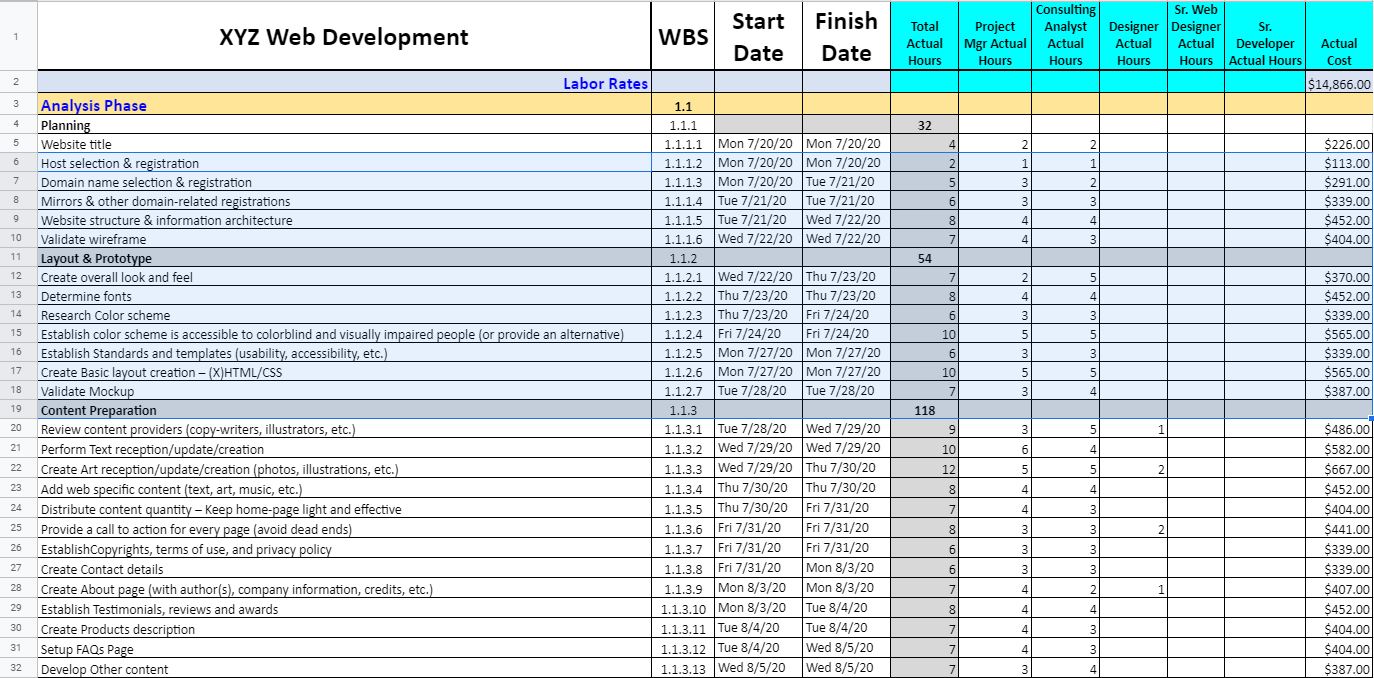 XYZ Web Development WBS Start Date Finish Date Total Actual Hours Project Mgr Actual Hours Consulting Analyst Actual Hours Designer Actual Hours Sr. Web Designer Actual Hours Sr. Developer Actual Hours Actual Cost
1
2 Labor Rates $14,866.00
3 Analysis Phase 1.1
4 Planning 1.1.1 32
5 Website title 1.1.1.1 Mon 7/20/20 Mon 7/20/20 4 2 2 $226.00
6 Host selection & registration 1.1.1.2 Mon 7/20/20 Mon 7/20/20 2 1 1 $113.00
7 Domain name selection & registration 1.1.1.3 Mon 7/20/20 Tue 7/21/20 5 3 2 $291.00
8 Mirrors & other domain-related registrations 1.1.1.4 Tue 7/21/20 Tue 7/21/20 6 3 3 $339.00
9 Website structure & information architecture 1.1.1.5 Tue 7/21/20 Wed 7/22/20 8 4 4 $452.00
10 Validate wireframe 1.1.1.6 Wed 7/22/20 Wed 7/22/20 7 4 3 $404.00
11 Layout & Prototype 1.1.2 54
12 Create overall look and feel 1.1.2.1 Wed 7/22/20 Thu 7/23/20 7 2 5 $370.00
13 Determine fonts 1.1.2.2 Thu 7/23/20 Thu 7/23/20 8 4 4 $452.00
14 Research Color scheme 1.1.2.3 Thu 7/23/20 Fri 7/24/20 6 3 3 $339.00
15 Establish color scheme is accessible to colorblind and visually impaired people (or provide an alternative) 1.1.2.4 Fri 7/24/20 Fri 7/24/20 10 5 5 $565.00
16 Establish Standards and templates (usability, accessibility, etc.) 1.1.2.5 Mon 7/27/20 Mon 7/27/20 6 3 3 $339.00
17 Create Basic layout creation – (X)HTML/CSS 1.1.2.6 Mon 7/27/20 Mon 7/27/20 10 5 5 $565.00
18 Validate Mockup 1.1.2.7 Tue 7/28/20 Tue 7/28/20 7 3 4 $387.00
19 Content Preparation 1.1.3 118
20 Review content providers (copy-writers, illustrators, etc.) 1.1.3.1 Tue 7/28/20 Wed 7/29/20 9 3 5 1 $486.00
21 Perform Text reception/update/creation 1.1.3.2 Wed 7/29/20 Wed 7/29/20 10 6 4 $582.00
22 Create Art reception/update/creation (photos, illustrations, etc.) 1.1.3.3 Wed 7/29/20 Thu 7/30/20 12 5 5 2 $667.00
23 Add web specific content (text, art, music, etc.) 1.1.3.4 Thu 7/30/20 Thu 7/30/20 8 4 4 $452.00
24 Distribute content quantity – Keep home-page light and effective 1.1.3.5 Thu 7/30/20 Fri 7/31/20 7 4 3 $404.00
25 Provide a call to action for every page (avoid dead ends) 1.1.3.6 Fri 7/31/20 Fri 7/31/20 8 3 3 2 $441.00
26 EstablishCopyrights, terms of use, and privacy policy 1.1.3.7 Fri 7/31/20 Fri 7/31/20 6 3 3 $339.00
27 Create Contact details 1.1.3.8 Fri 7/31/20 Mon 8/3/20 6 3 3 $339.00
28 Create About page (with author(s), company information, credits, etc.) 1.1.3.9 Mon 8/3/20 Mon 8/3/20 7 4 2 1 $407.00
29 Establish Testimonials, reviews and awards 1.1.3.10 Mon 8/3/20 Tue 8/4/20 8 4 4 $452.00
30 Create Products description 1.1.3.11 Tue 8/4/20 Tue 8/4/20 7 4 3 $404.00
31 Setup FAQs Page 1.1.3.12 Tue 8/4/20 Wed 8/5/20 7 4 3 $404.00
32 Develop Other content 1.1.3.13 Wed 8/5/20 Wed 8/5/20 7 3 4 $387.00